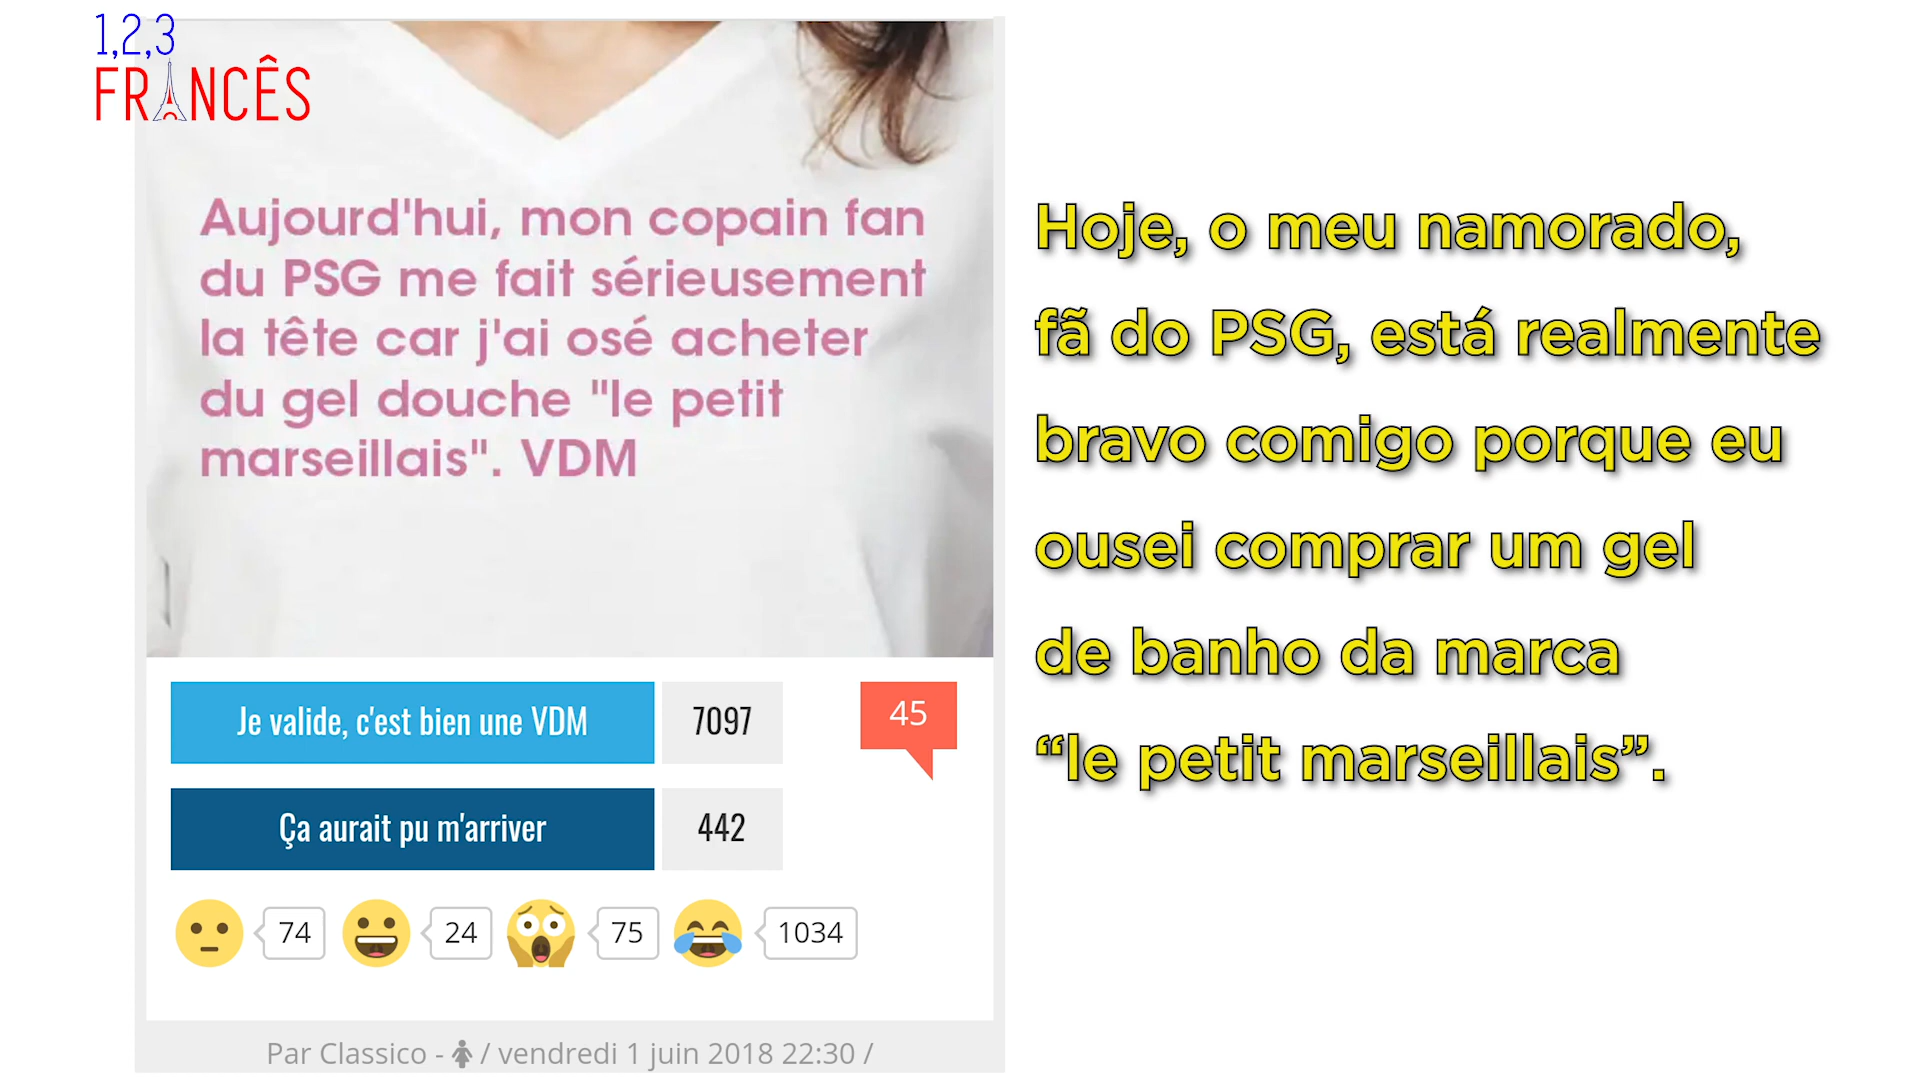 1,2,3
FRANCÊS
Aujourd'hui, mon copain fan
du PSG me fait sérieusement
la tête car j'ai osé acheter
du gel douche "le petit
marseillais". VDM
Je valide, c'est bien une VDM
7097
45
Ça aurait pu m'arriver
442
74
24
75
1034
Par Classico - / vendredi 1 juin 2018 22:30 /
Hoje, o meu namorado,
fã do PSG, está realmente
bravo comigo porque eu
ousei comprar um gel
de banho da marca
“le petit marseillais”.